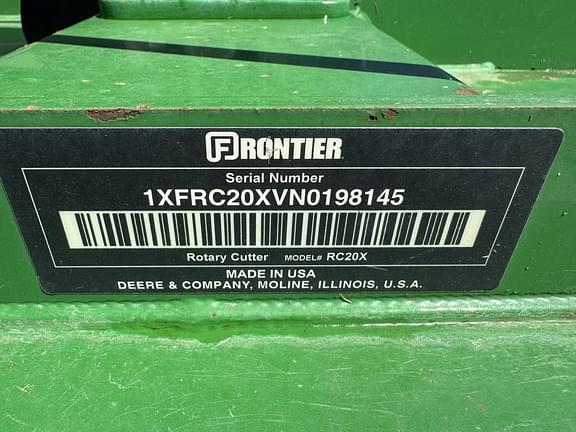 FRONTIER
Serial Number
1XFRC20XVN0198145
Rotary Cutter MODEL# RC20X
MADE IN USA
DEERE & COMPANY, MOLINE, ILLINOIS, U.S.A.